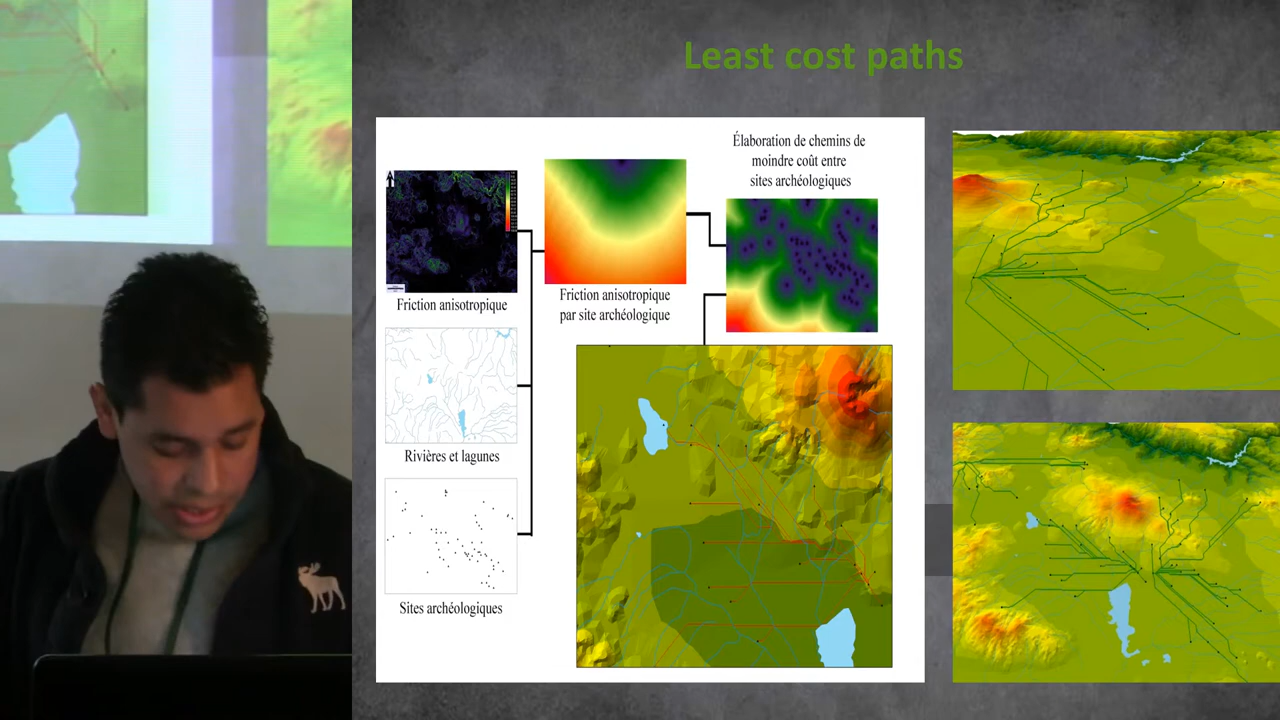 Least cost paths
Élaboration de chemins de
moindre coût entre
sites archéologiques
Friction anisotropique
Friction anisotropique
par site archéologique
Rivières et lagunes
Sites archéologiques